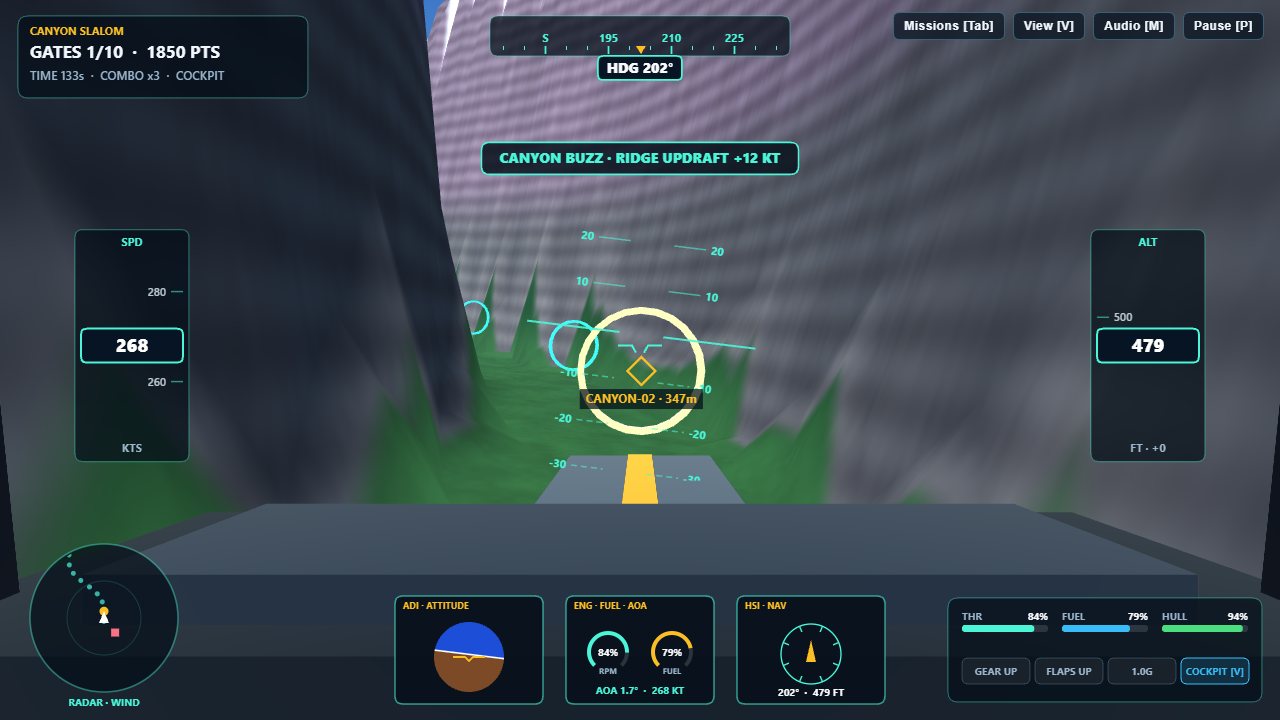 CANYON SLALOM
GATES 1/10 · 1850 PTS
TIME 133s · COMBO x3 · COCKPIT
S 195 210 225
HDG 202°
Missions [Tab]
View [V]
Audio [M]
Pause [P]
CANYON BUZZ · RIDGE UPDRAFT +12 KT
SPD
280
268
260
KTS
20 20
10 10
-10
-20 -20
-30 -30
CANYON-02 · 347m
ALT
500
479
FT · +0
RADAR · WIND
ADI · ATTITUDE
ENG · FUEL · AOA
84% 79%
RPM FUEL
AOA 1.7° · 268 KT
HSI · NAV
202° · 479 FT
THR 84% FUEL 79% HULL 94%
GEAR UP
FLAPS UP
1.0G
COCKPIT [V]